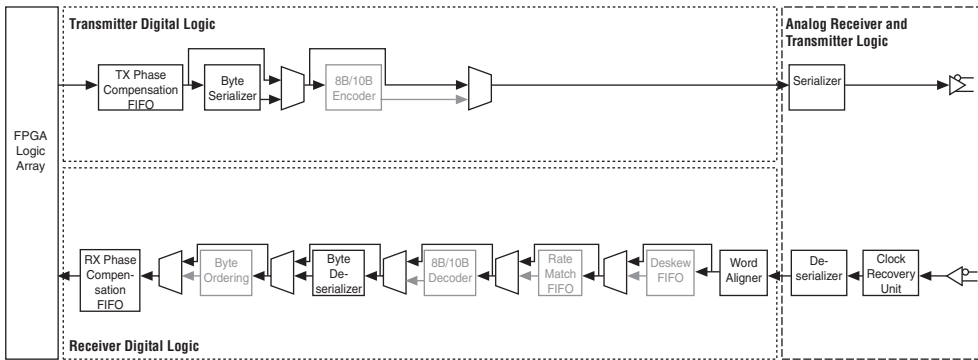 Transmitter Digital Logic
Analog Receiver and
Transmitter Logic
TX Phase
Compensation
FIFO
Byte
Serializer
8B/10B
Encoder
Serializer
FPGA
Logic
Array
RX Phase
Compen-
sation
FIFO
Byte
Ordering
Byte
De-
serializer
8B/10B
Decoder
Rate
Match
FIFO
Deskew
FIFO
Word
Aligner
De-
serializer
Clock
Recovery
Unit
Receiver Digital Logic